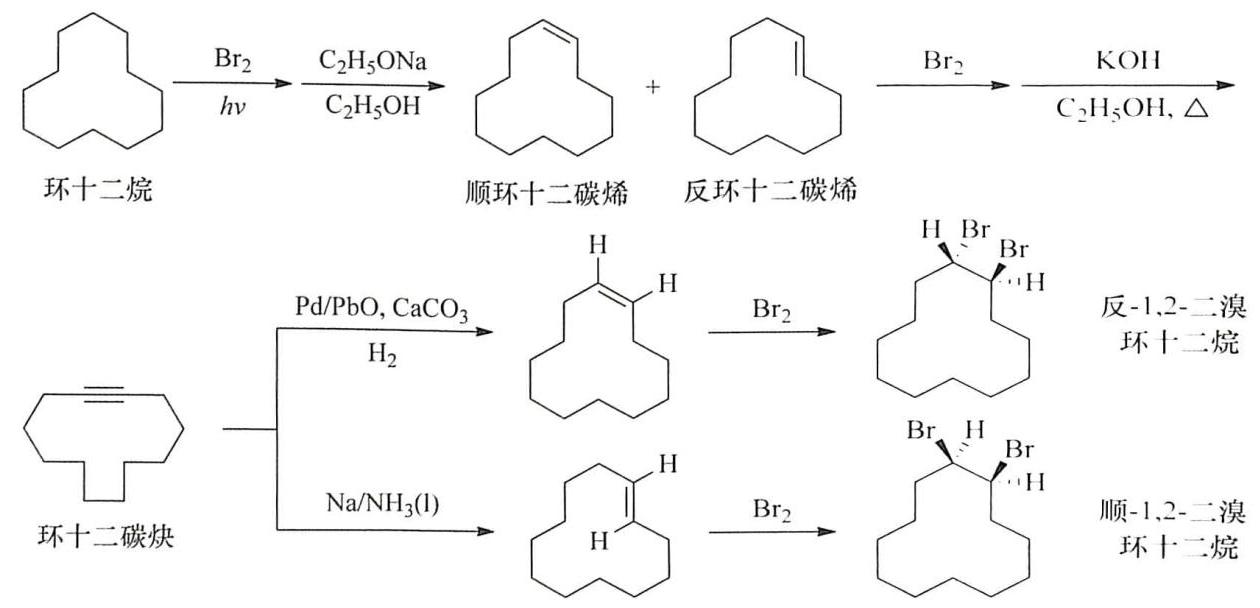 Br₂
hν
C₂H₅ONa
C₂H₅OH
+
Br₂
KOH
C₂H₅OH, △
环十二烷
顺环十二碳烯
反环十二碳烯
H
H
H
Br
Br
H
Pd/PbO, CaCO₃
H₂
Br₂
反-1,2-二溴
环十二烷
环十二碳炔
Na/NH₃(l)
H
H
Br₂
Br
H
Br
H
顺-1,2-二溴
环十二烷